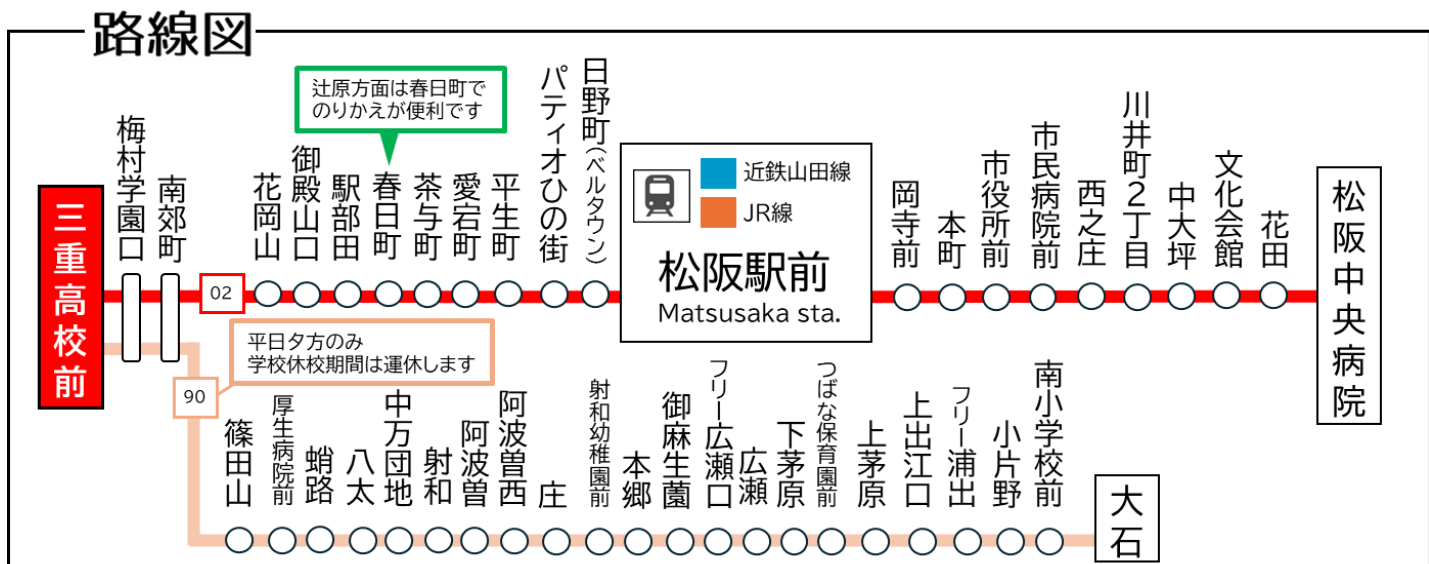 路線図
辻原方面は春日町で
のりかえが便利です
三重高校前
梅村学園口
南郊町
02
花岡山
御殿山口
駅部田
春日町
茶与町
愛宕町
平生町
パティオひの街
日野町(ベルタウン)
近鉄山田線
JR線
松阪駅前
Matsusaka sta.
岡寺前
本町
市役所前
市民病院前
西之庄
川井町2丁目
中大坪
文化会館
花田
松阪中央病院
平日夕方のみ
学校休校期間は運休します
90
篠田山
厚生病院前
蛸路
八太
中万団地
射和
阿波曽
阿波曽西
庄
射和幼稚園前
本郷
御麻生薗
フリー広瀬口
広瀬
下茅原
つばな保育園前
上茅原
上出江口
フリー浦出
小片野
南小学校前
大石